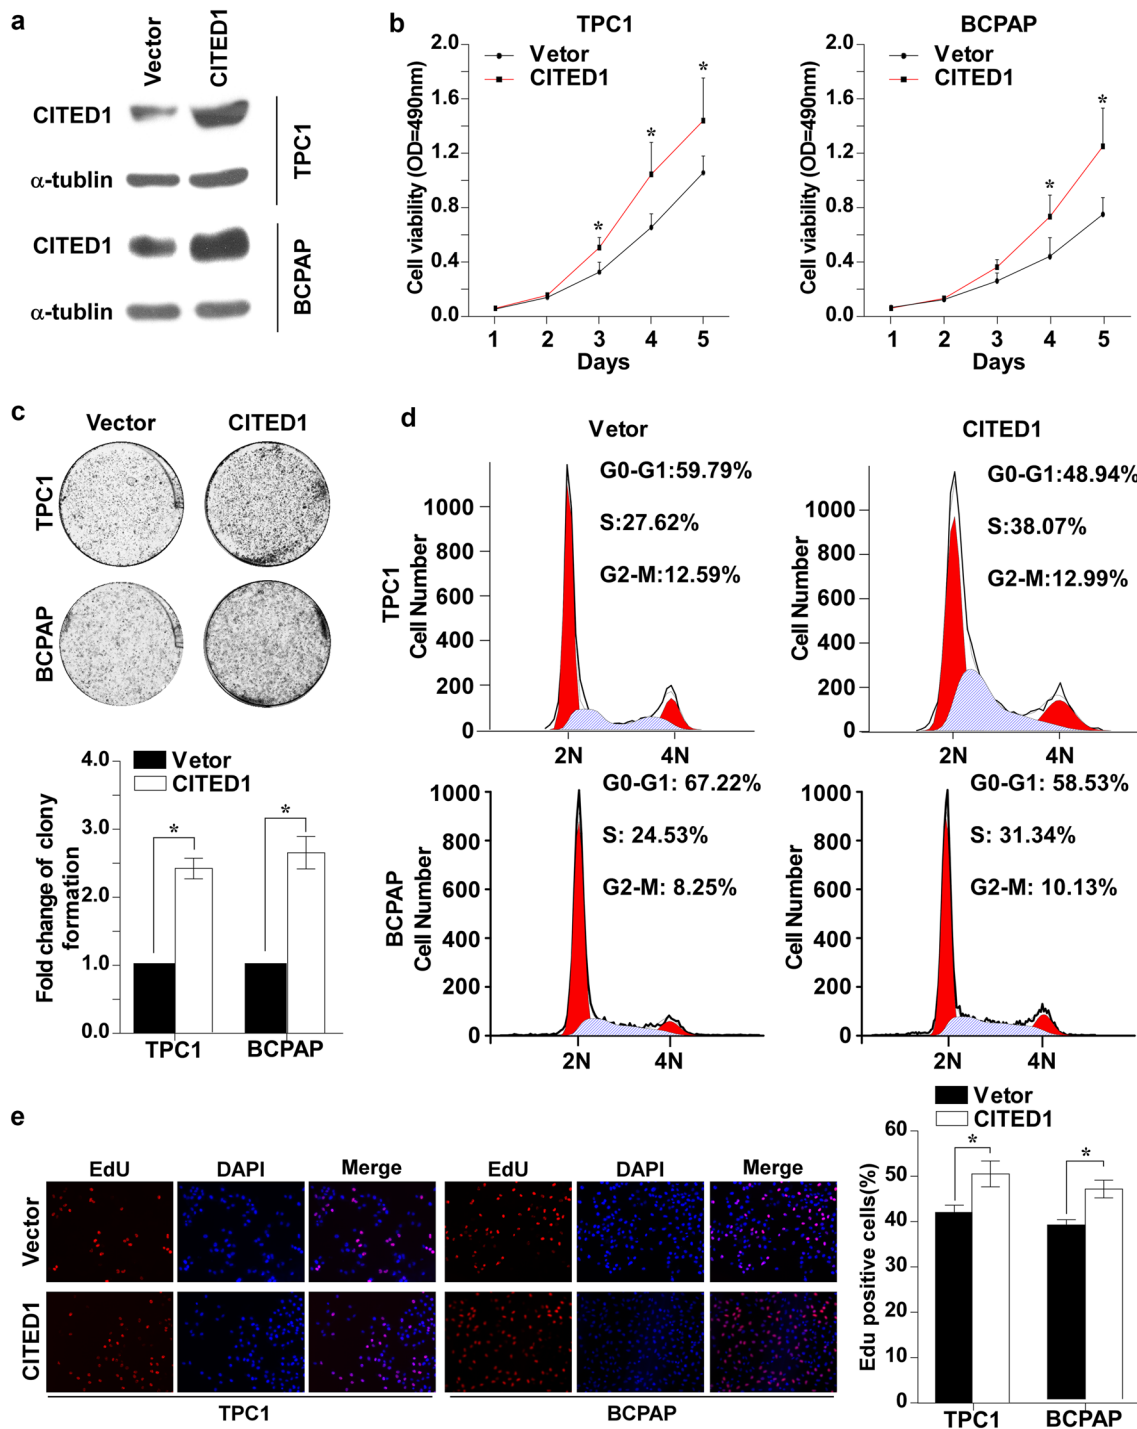 a
Vector
CITED1
CITED1
α-tublin
TPC1
CITED1
α-tublin
BCPAP
b
TPC1
Vetor
CITED1
Cell viability (OD=490nm)
2.0
1.6
1.2
0.8
0.4
0.0
*
*
*
1 2 3 4 5
Days
BCPAP
Vetor
CITED1
Cell viability (OD=490nm)
2.0
1.6
1.2
0.8
0.4
0.0
*
*
1 2 3 4 5
Days
c
Vector
CITED1
TPC1
BCPAP
Fold change of clony
formation
4.0
3.0
2.0
1.0
0.0
Vetor
CITED1
*
*
TPC1
BCPAP
d
Vetor
CITED1
TPC1
Cell Number
1000
800
600
400
200
0
G0-G1:59.79%
S:27.62%
G2-M:12.59%
2N 4N
Cell Number
1000
800
600
400
200
0
G0-G1:48.94%
S:38.07%
G2-M:12.99%
2N 4N
BCPAP
Cell Number
1000
800
600
400
200
0
G0-G1: 67.22%
S: 24.53%
G2-M: 8.25%
2N 4N
Cell Number
1000
800
600
400
200
0
G0-G1: 58.53%
S: 31.34%
G2-M: 10.13%
2N 4N
e
EdU DAPI Merge EdU DAPI Merge
Vector
CITED1
TPC1
BCPAP
Vetor
CITED1
Edu positive cells(%)
60
50
40
30
20
10
0
*
*
TPC1
BCPAP